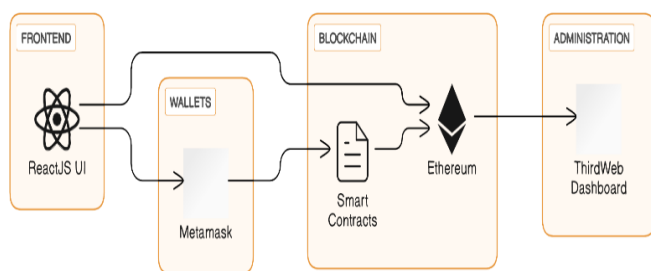 FRONTEND
ReactJS UI
WALLETS
Metamask
BLOCKCHAIN
Smart
Contracts
Ethereum
ADMINISTRATION
ThirdWeb
Dashboard